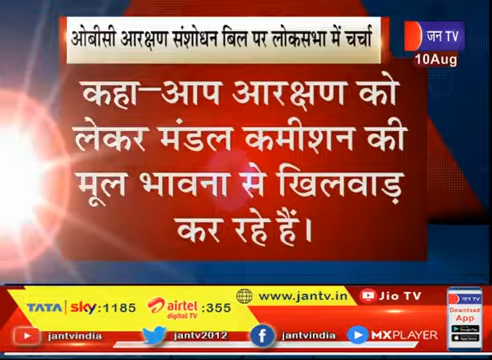 ओबीसी आरक्षण संशोधन बिल पर लोकसभा में चर्चा
जन TV
10Aug
कहा–आप आरक्षण को
लेकर मंडल कमीशन की
मूल भावना से खिलवाड़
कर रहे हैं।
TATA sky:1185
airtel digital TV :355
www.jantv.in
Jio TV
जन TV
Download
App
jantvindia
jantv2012
jantvindia
MXPLAYER